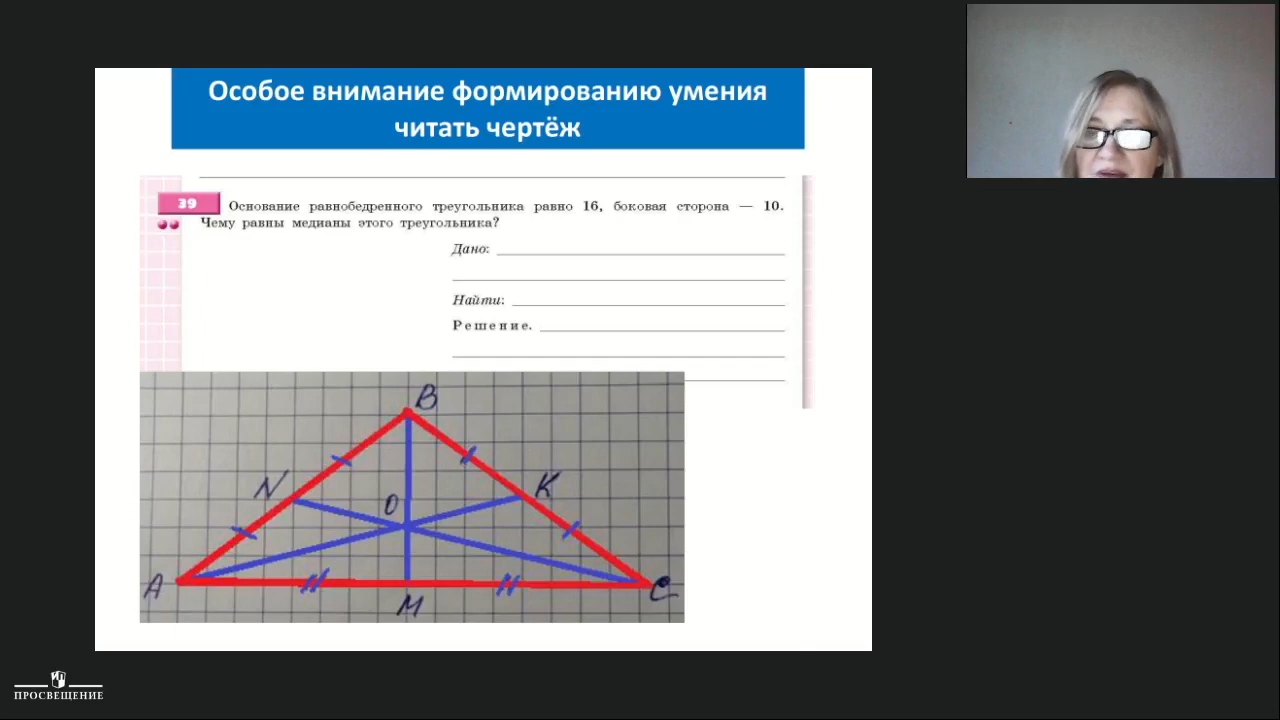 Особое внимание формированию умения
читать чертёж
39 Основание равнобедренного треугольника равно 16, боковая сторона — 10.
Чему равны медианы этого треугольника?
Дано:
Найти:
Решение.
B
N
O
K
A
M
C
ПРОСВЕЩЕНИЕ